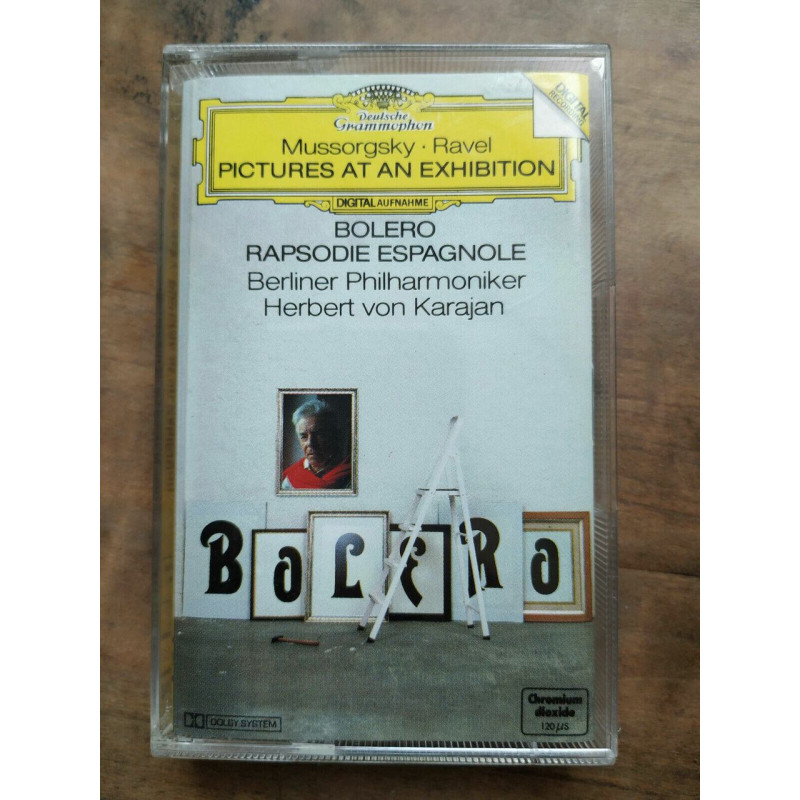 Deutsche
Grammophon
DIGITAL
Mussorgsky · Ravel
PICTURES AT AN EXHIBITION
DIGITAL AUFNAHME
BOLERO
RAPSODIE ESPAGNOLE
Berliner Philharmoniker
Herbert von Karajan
BOLERO
DOLBY SYSTEM
Chromium
dioxide
120 µs